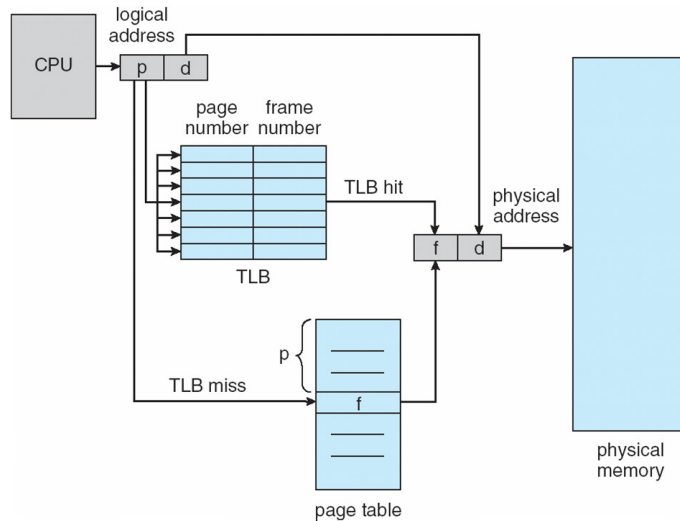 logical
address
CPU
p
d
page
number
frame
number
TLB hit
physical
address
f
d
TLB
p
TLB miss
f
physical
memory
page table